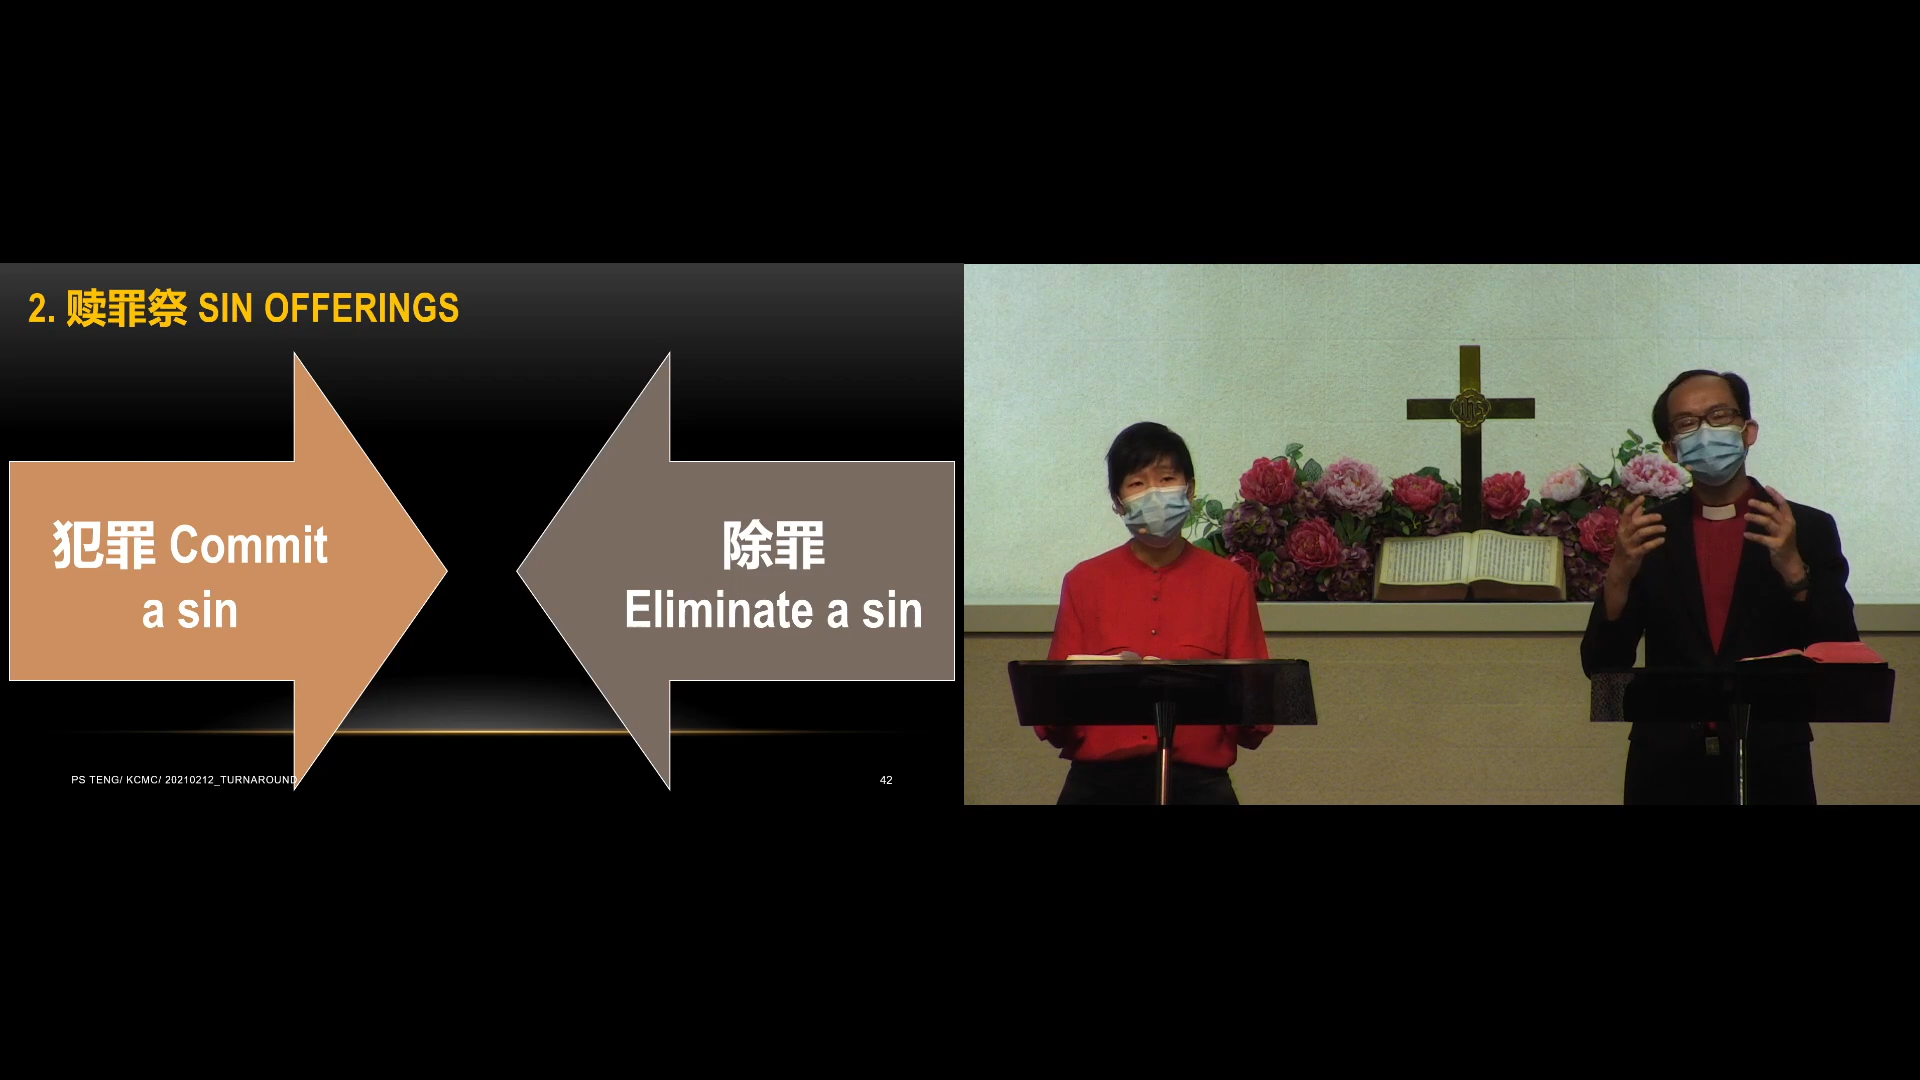 2. 赎罪祭 SIN OFFERINGS
犯罪 Commit
a sin
除罪
Eliminate a sin
PS TENG/ KCMC/ 20210212_TURNAROUND
42
IHS